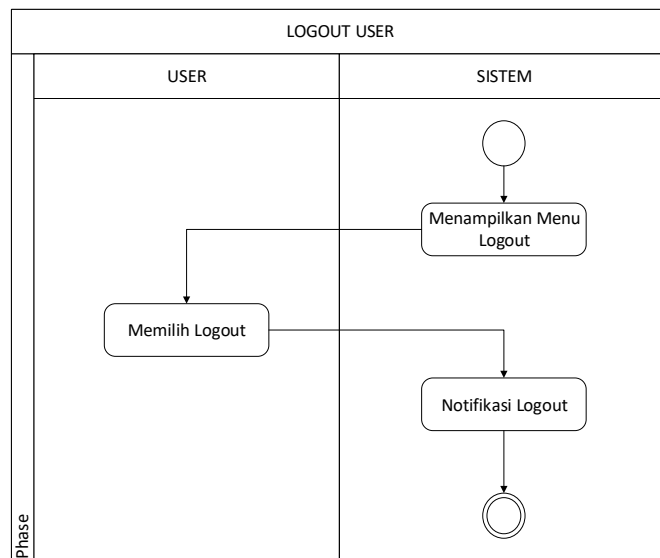 LOGOUT USER
USER
SISTEM
Menampilkan Menu
Logout
Memilih Logout
Notifikasi Logout
Phase